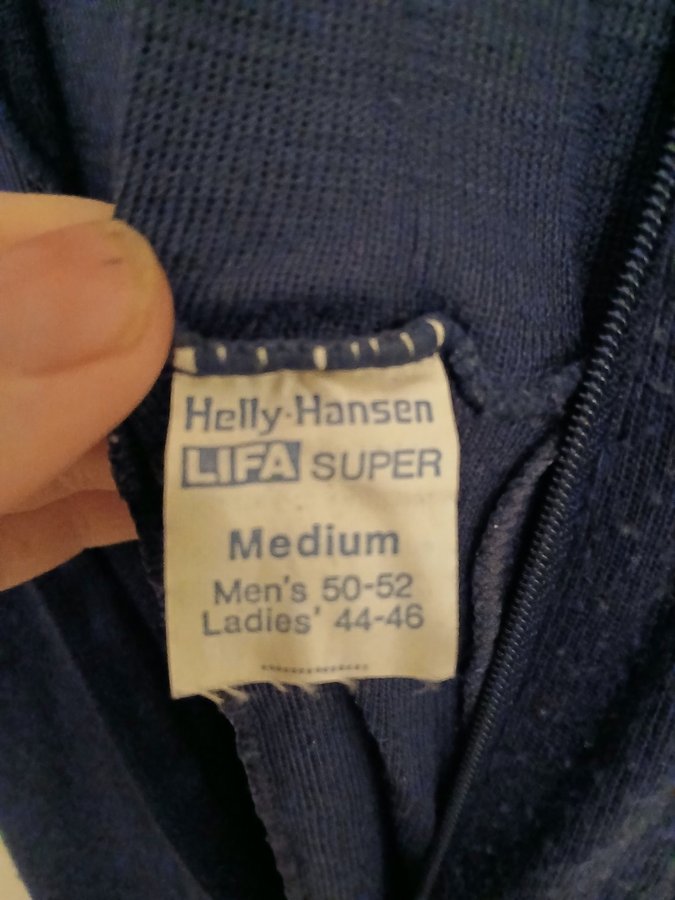 Helly-Hansen
LIFA SUPER
Medium
Men's 50-52
Ladies' 44-46